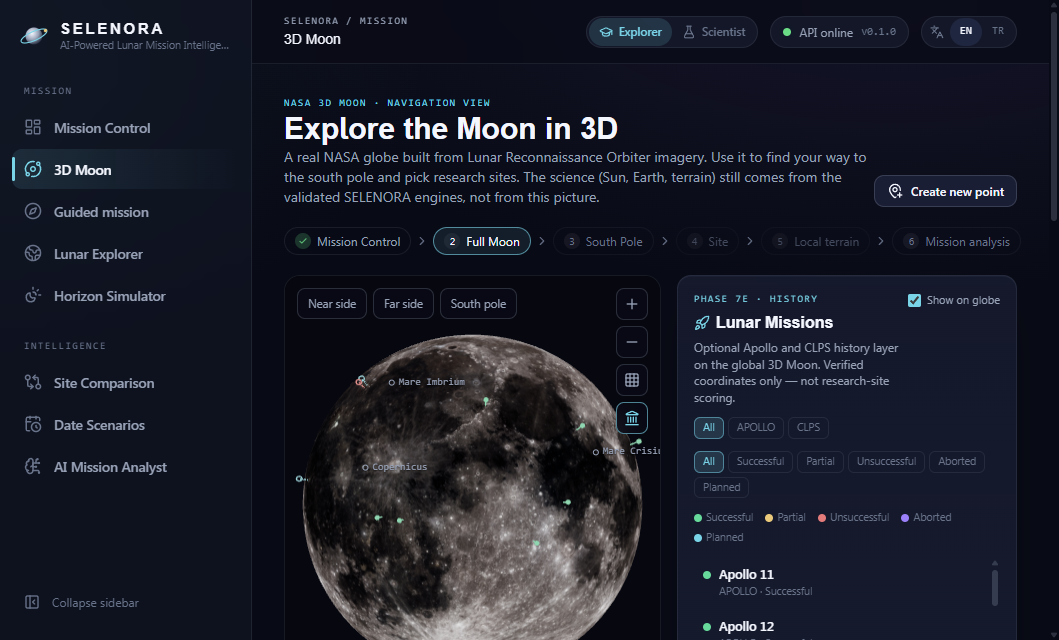 SELENORA
AI-Powered Lunar Mission Intellige...
MISSION
Mission Control
3D Moon
Guided mission
Lunar Explorer
Horizon Simulator
INTELLIGENCE
Site Comparison
Date Scenarios
AI Mission Analyst
Collapse sidebar
SELENORA / MISSION
3D Moon
Explorer
Scientist
API online v0.1.0
EN
TR
NASA 3D MOON · NAVIGATION VIEW
Explore the Moon in 3D
A real NASA globe built from Lunar Reconnaissance Orbiter imagery. Use it to find your way to
the south pole and pick research sites. The science (Sun, Earth, terrain) still comes from the
validated SELENORA engines, not from this picture.
Create new point
Mission Control
2 Full Moon
3 South Pole
4 Site
5 Local terrain
6 Mission analysis
Near side
Far side
South pole
Mare Imbrium
Mare Crisiu
Copernicus
PHASE 7E · HISTORY
Show on globe
Lunar Missions
Optional Apollo and CLPS history layer
on the global 3D Moon. Verified
coordinates only — not research-site
scoring.
All
APOLLO
CLPS
All
Successful
Partial
Unsuccessful
Aborted
Planned
Successful
Partial
Unsuccessful
Aborted
Planned
Apollo 11
APOLLO · Successful
Apollo 12